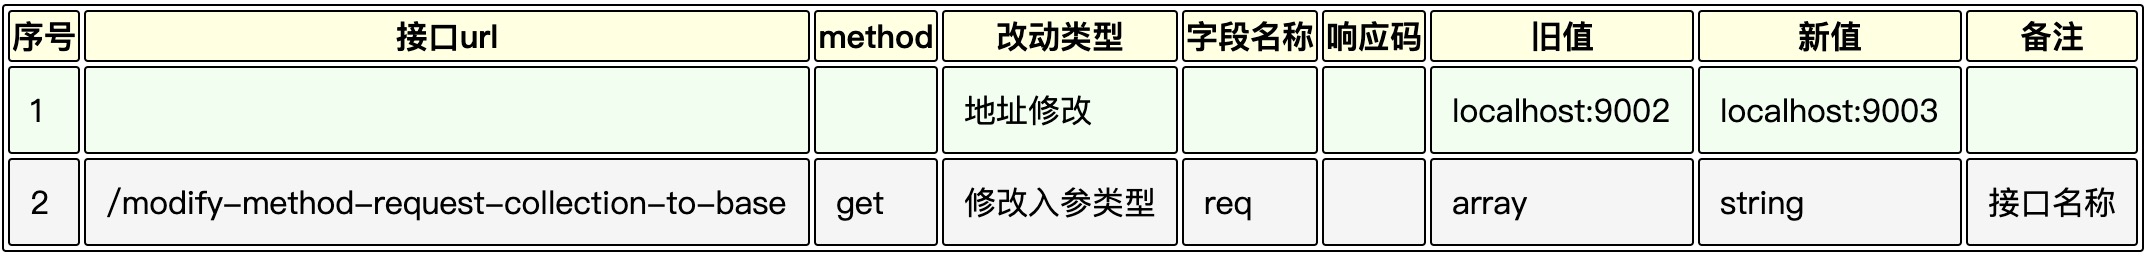 序号 接口url method 改动类型 字段名称 响应码 旧值 新值 备注
1 地址修改 localhost:9002 localhost:9003
2 /modify-method-request-collection-to-base get 修改入参类型 req array string 接口名称